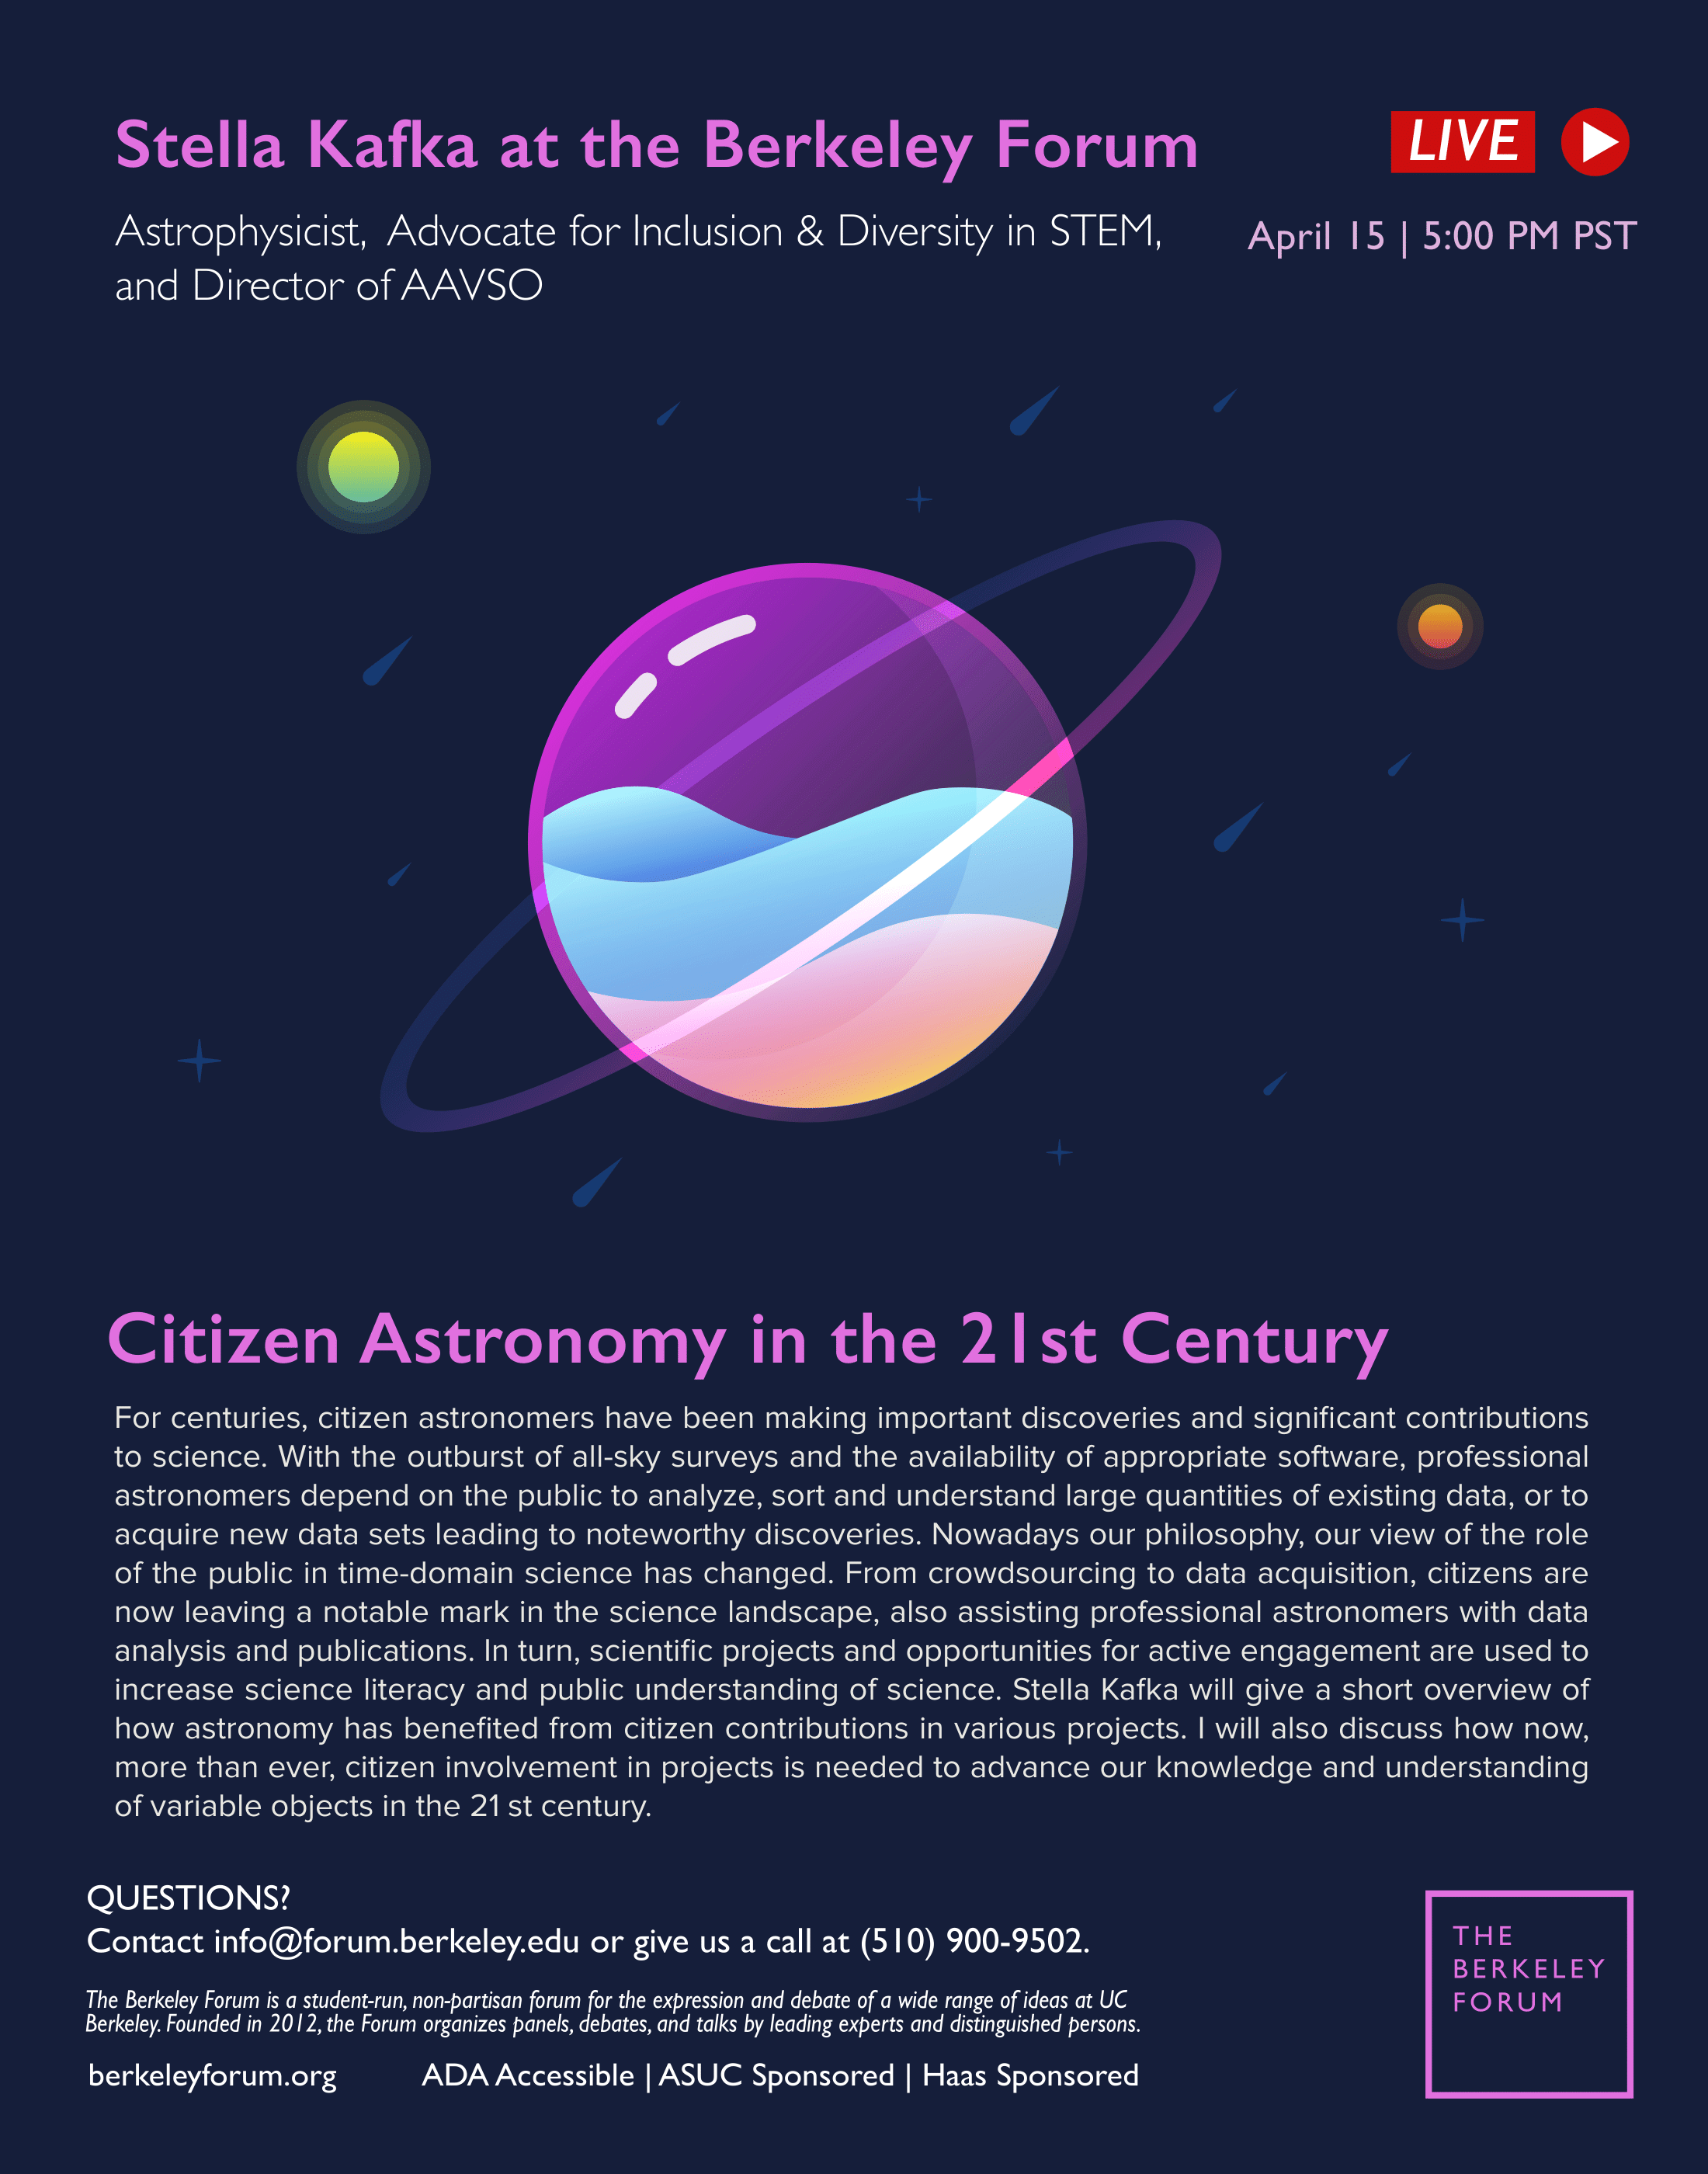 Stella Kafka at the Berkeley Forum
LIVE
Astrophysicist, Advocate for Inclusion & Diversity in STEM,
and Director of AAVSO
April 15 | 5:00 PM PST
Citizen Astronomy in the 21st Century
For centuries, citizen astronomers have been making important discoveries and significant contributions
to science. With the outburst of all-sky surveys and the availability of appropriate software, professional
astronomers depend on the public to analyze, sort and understand large quantities of existing data, or to
acquire new data sets leading to noteworthy discoveries. Nowadays our philosophy, our view of the role
of the public in time-domain science has changed. From crowdsourcing to data acquisition, citizens are
now leaving a notable mark in the science landscape, also assisting professional astronomers with data
analysis and publications. In turn, scientific projects and opportunities for active engagement are used to
increase science literacy and public understanding of science. Stella Kafka will give a short overview of
how astronomy has benefited from citizen contributions in various projects. I will also discuss how now,
more than ever, citizen involvement in projects is needed to advance our knowledge and understanding
of variable objects in the 21 st century.
QUESTIONS?
Contact info@forum.berkeley.edu or give us a call at (510) 900-9502.
The Berkeley Forum is a student-run, non-partisan forum for the expression and debate of a wide range of ideas at UC
Berkeley. Founded in 2012, the Forum organizes panels, debates, and talks by leading experts and distinguished persons.
berkeleyforum.org
ADA Accessible | ASUC Sponsored | Haas Sponsored
THE
BERKELEY
FORUM